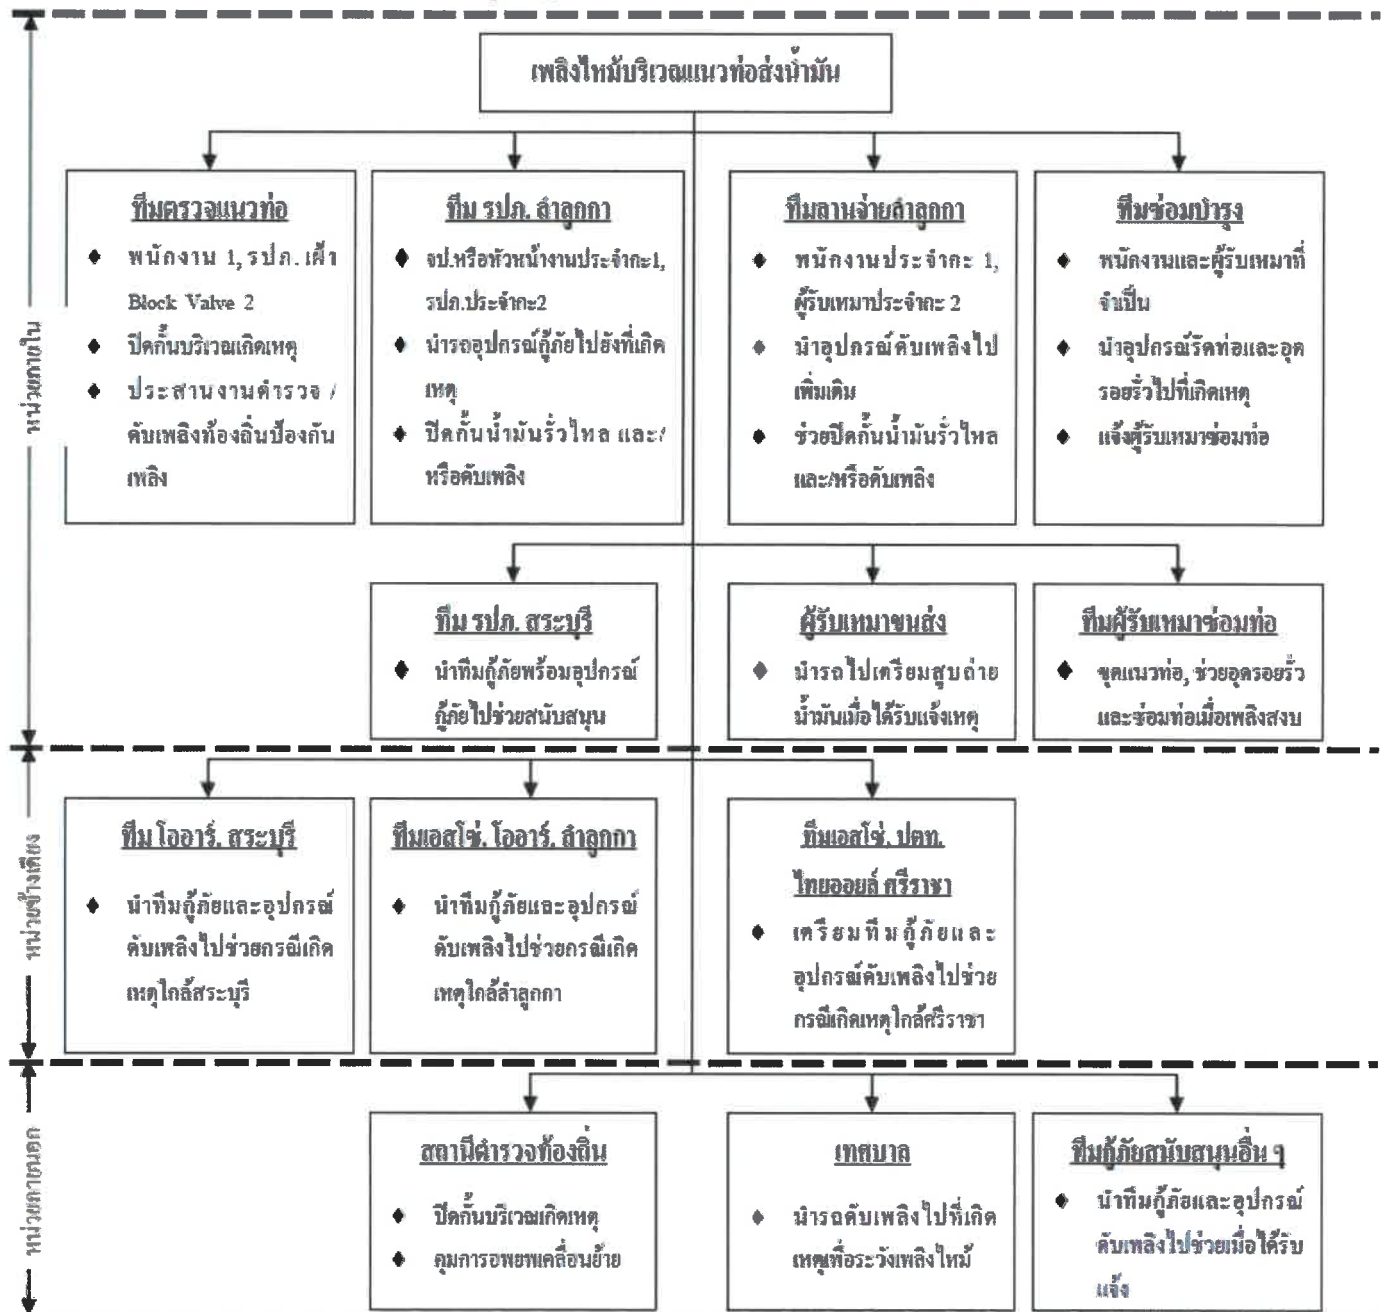 เพลิงไหม้บริเวณแนวท่อส่งน้ำมัน
ทีมตรวจแนวท่อ
♦ พนักงาน 1, รปภ. เฝ้า
Block Valve 2
♦ ปิดกั้นบริเวณเกิดเหตุ
♦ ประสานงานตำรวจ /
ดับเพลิงท้องถิ่นป้องกัน
เพลิง
ทีม รปภ. ลำลูกกา
♦ จป.หรือหัวหน้างานประจำกะ1,
รปภ.ประจำกะ2
♦ นำรถอุปกรณ์กู้ภัยไปยังที่เกิด
เหตุ
♦ ปิดกั้นน้ำมันรั่วไหล และ/
หรือดับเพลิง
ทีมลานจ่ายลำลูกกา
♦ พนักงานประจำกะ 1,
ผู้รับเหมาประจำกะ 2
♦ นำอุปกรณ์ดับเพลิงไป
เพิ่มเติม
♦ ช่วยปิดกั้นน้ำมันรั่วไหล
และ/หรือดับเพลิง
ทีมซ่อมบำรุง
♦ พนักงานและผู้รับเหมาที่
จำเป็น
♦ นำอุปกรณ์รัดท่อและอุด
รอยรั่วไปที่เกิดเหตุ
♦ แจ้งผู้รับเหมาซ่อมท่อ
หน่วยภายใน
ทีม รปภ. สระบุรี
♦ นำทีมกู้ภัยพร้อมอุปกรณ์
กู้ภัยไปช่วยสนับสนุน
ผู้รับเหมาขนส่ง
♦ นำรถไปเตรียมสูบถ่าย
น้ำมันเมื่อได้รับแจ้งเหตุ
ทีมผู้รับเหมาซ่อมท่อ
♦ ขุดแนวท่อ, ช่วยอุดรอยรั่ว
และซ่อมท่อเมื่อเพลิงสงบ
หน่วยข้างเคียง
ทีม โออาร์. สระบุรี
♦ นำทีมกู้ภัยและอุปกรณ์
ดับเพลิงไปช่วยกรณีเกิด
เหตุใกล้สระบุรี
ทีมเอสโซ่. โออาร์. ลำลูกกา
♦ นำทีมกู้ภัยและอุปกรณ์
ดับเพลิงไปช่วยกรณีเกิด
เหตุใกล้ลำลูกกา
ทีมเอสโซ่. ปตท.
ไทยออยล์ ศรีราชา
♦ เตรียมทีมกู้ภัยและ
อุปกรณ์ดับเพลิงไปช่วย
กรณีเกิดเหตุใกล้ศรีราชา
หน่วยภายนอก
สถานีตำรวจท้องถิ่น
♦ ปิดกั้นบริเวณเกิดเหตุ
♦ คุมการอพยพเคลื่อนย้าย
เทศบาล
♦ นำรถดับเพลิงไปที่เกิด
เหตุเพื่อระวังเพลิงไหม้
ทีมกู้ภัยสนับสนุนอื่น ๆ
♦ นำทีมกู้ภัยและอุปกรณ์
ดับเพลิงไปช่วยเมื่อได้รับ
แจ้ง